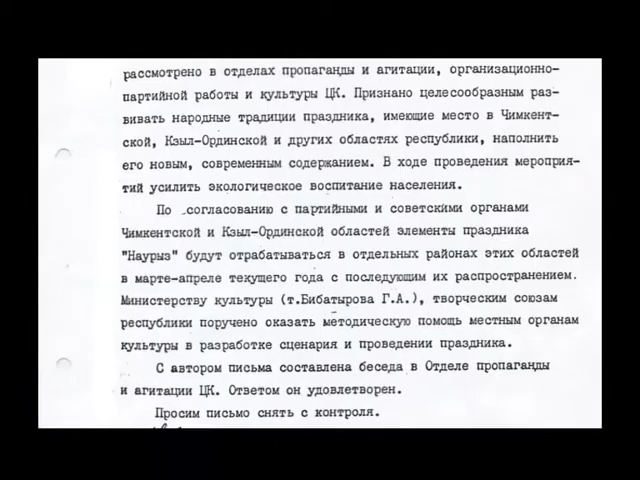 рассмотрено в отделах пропаганды и агитации, организационно-
партийной работы и культуры ЦК. Признано целесообразным раз-
вивать народные традиции праздника, имеющие место в Чимкент-
ской, Кзыл-Ординской и других областях республики, наполнить
его новым, современным содержанием. В ходе проведения мероприя-
тий усилить экологическое воспитание населения.
По согласованию с партийными и советскими органами
Чимкентской и Кзыл-Ординской областей элементы праздника
"Наурыз" будут отрабатываться в отдельных районах этих областей
в марте-апреле текущего года с последующим их распространением.
Министерству культуры (т.Бибатырова Г.А.), творческим союзам
республики поручено оказать методическую помощь местным органам
культуры в разработке сценария и проведении праздника.
С автором письма составлена беседа в Отделе пропаганды
и агитации ЦК. Ответом он удовлетворен.
Просим письмо снять с контроля.